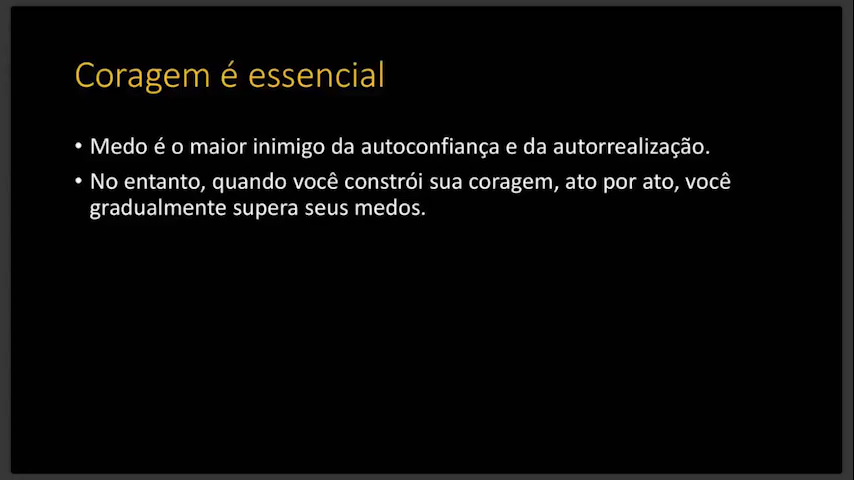 Coragem é essencial
• Medo é o maior inimigo da autoconfiança e da autorrealização.
• No entanto, quando você constrói sua coragem, ato por ato, você
gradualmente supera seus medos.